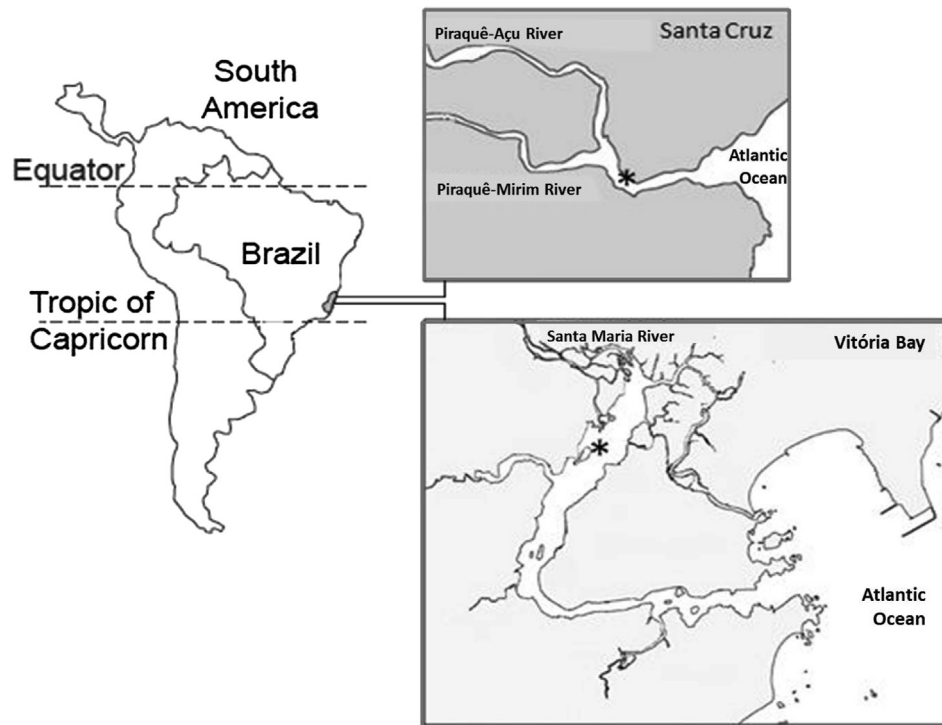 South
America
Equator
Brazil
Tropic of
Capricorn
Piraquê-Açu River
Santa Cruz
Atlantic
Ocean
*
Piraquê-Mirim River
Santa Maria River
Vitória Bay
*
Atlantic
Ocean